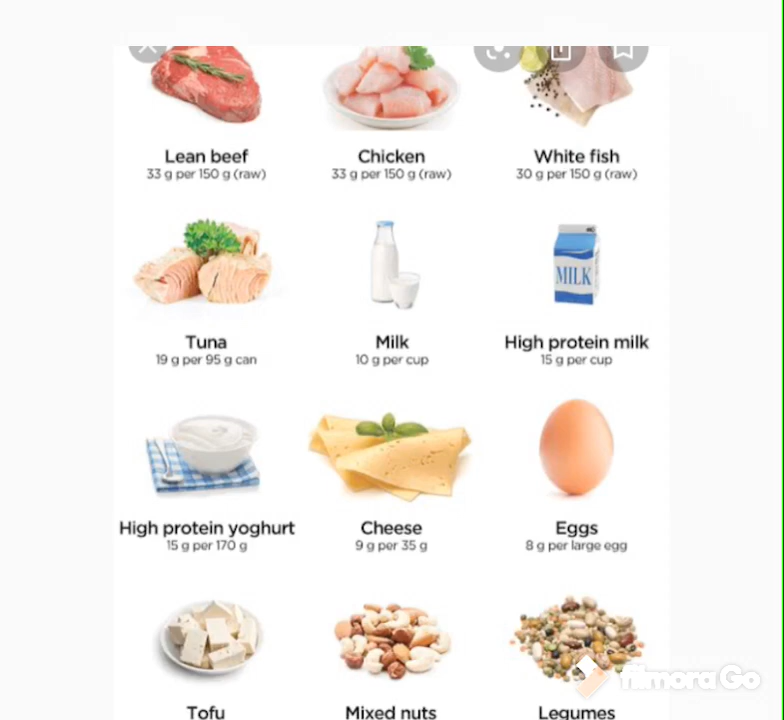 Lean beef
33 g per 150 g (raw)
Chicken
33 g per 150 g (raw)
White fish
30 g per 150 g (raw)
MILK
Tuna
19 g per 95 g can
Milk
10 g per cup
High protein milk
15 g per cup
High protein yoghurt
15 g per 170 g
Cheese
9 g per 35 g
Eggs
8 g per large egg
Tofu
Mixed nuts
Legumes
filmora Go